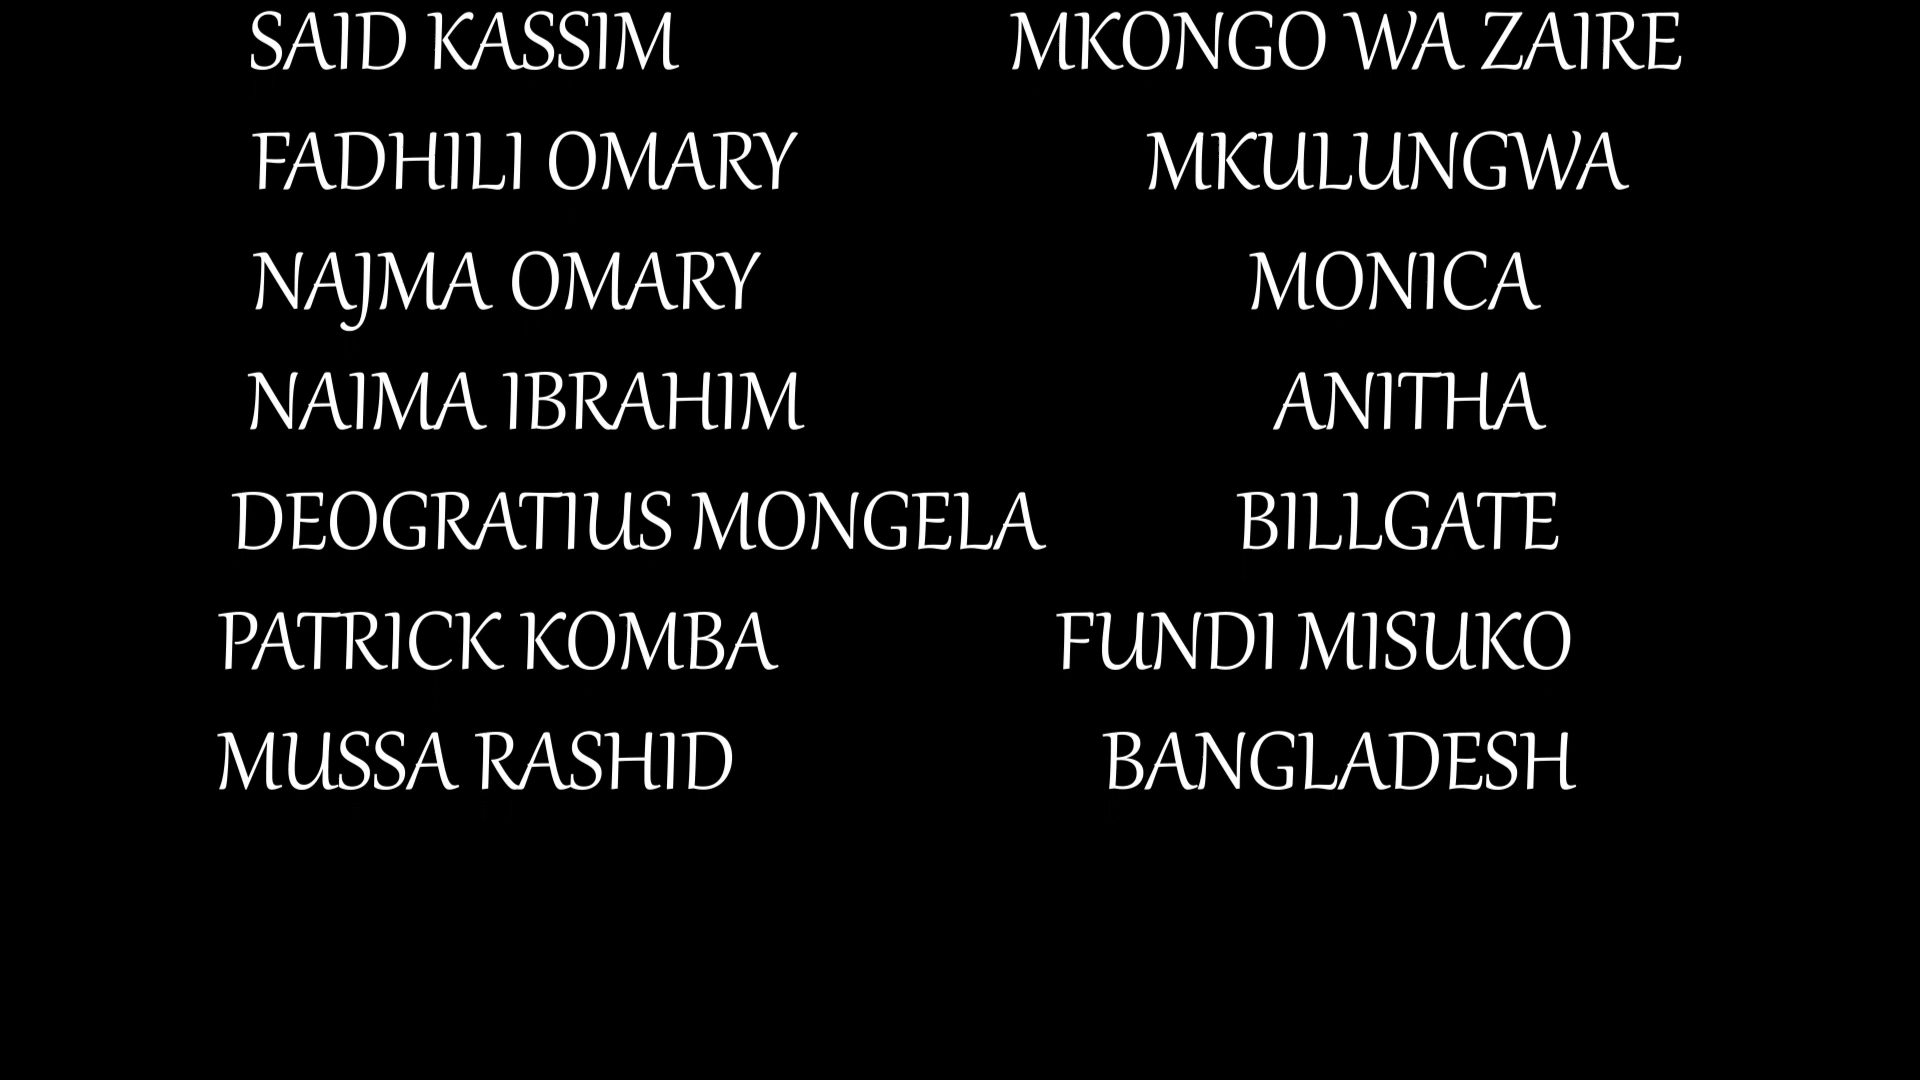 SAID KASSIM MKONGO WA ZAIRE
FADHILI OMARY MKULUNGWA
NAJMA OMARY MONICA
NAIMA IBRAHIM ANITHA
DEOGRATIUS MONGELA BILLGATE
PATRICK KOMBA FUNDI MISUKO
MUSSA RASHID BANGLADESH